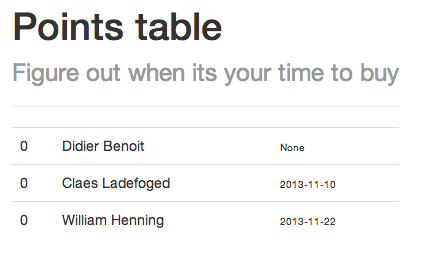 Points table
Figure out when its your time to buy
0 Didier Benoit None
0 Claes Ladefoged 2013-11-10
0 William Henning 2013-11-22